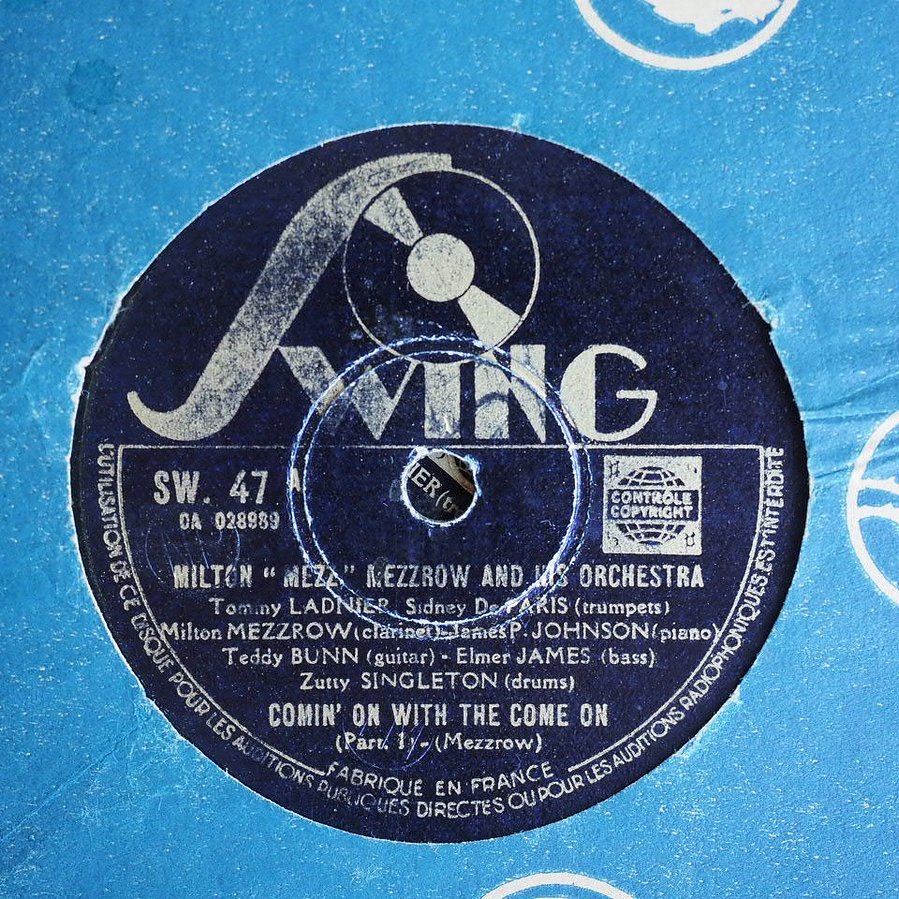 SWING
SW. 47
OA 028989
CONTRÔLE
COPYRIGHT
MILTON “MEZZ” MEZZROW AND HIS ORCHESTRA
Tommy LADNIER, Sidney De PARIS (trumpets)
Milton MEZZROW (clarinet)-James P. JOHNSON (piano)
Teddy BUNN (guitar) - Elmer JAMES (bass)
Zutty SINGLETON (drums)
COMIN' ON WITH THE COME ON
(Part. 1) - (Mezzrow)
FABRIQUÉ EN FRANCE
L'UTILISATION DE CE DISQUE POUR LES AUDITIONS PUBLIQUES DIRECTES OU POUR LES AUDITIONS RADIOPHONIQUES EST INTERDITE